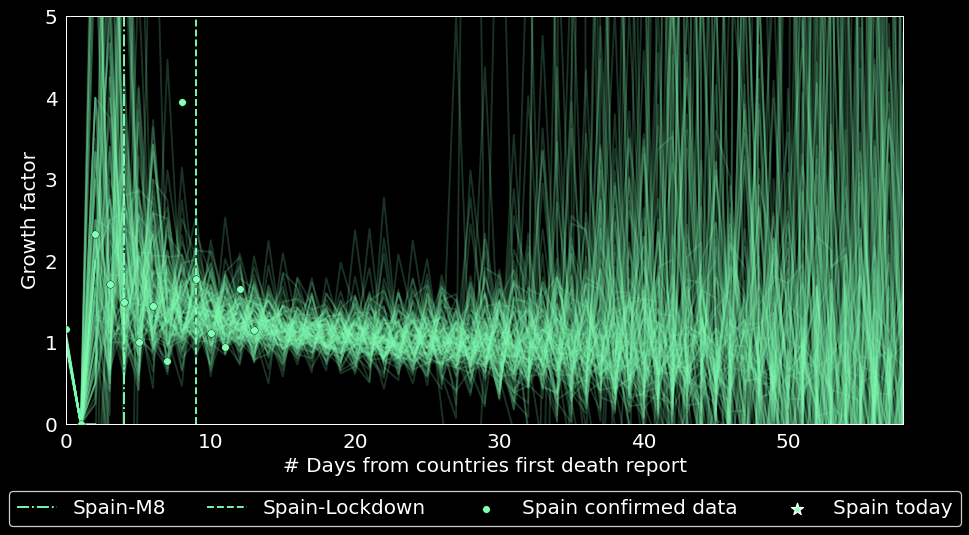 5
4
3
2
1
0
Growth factor
0 10 20 30 40 50
# Days from countries first death report
Spain-M8 Spain-Lockdown Spain confirmed data Spain today